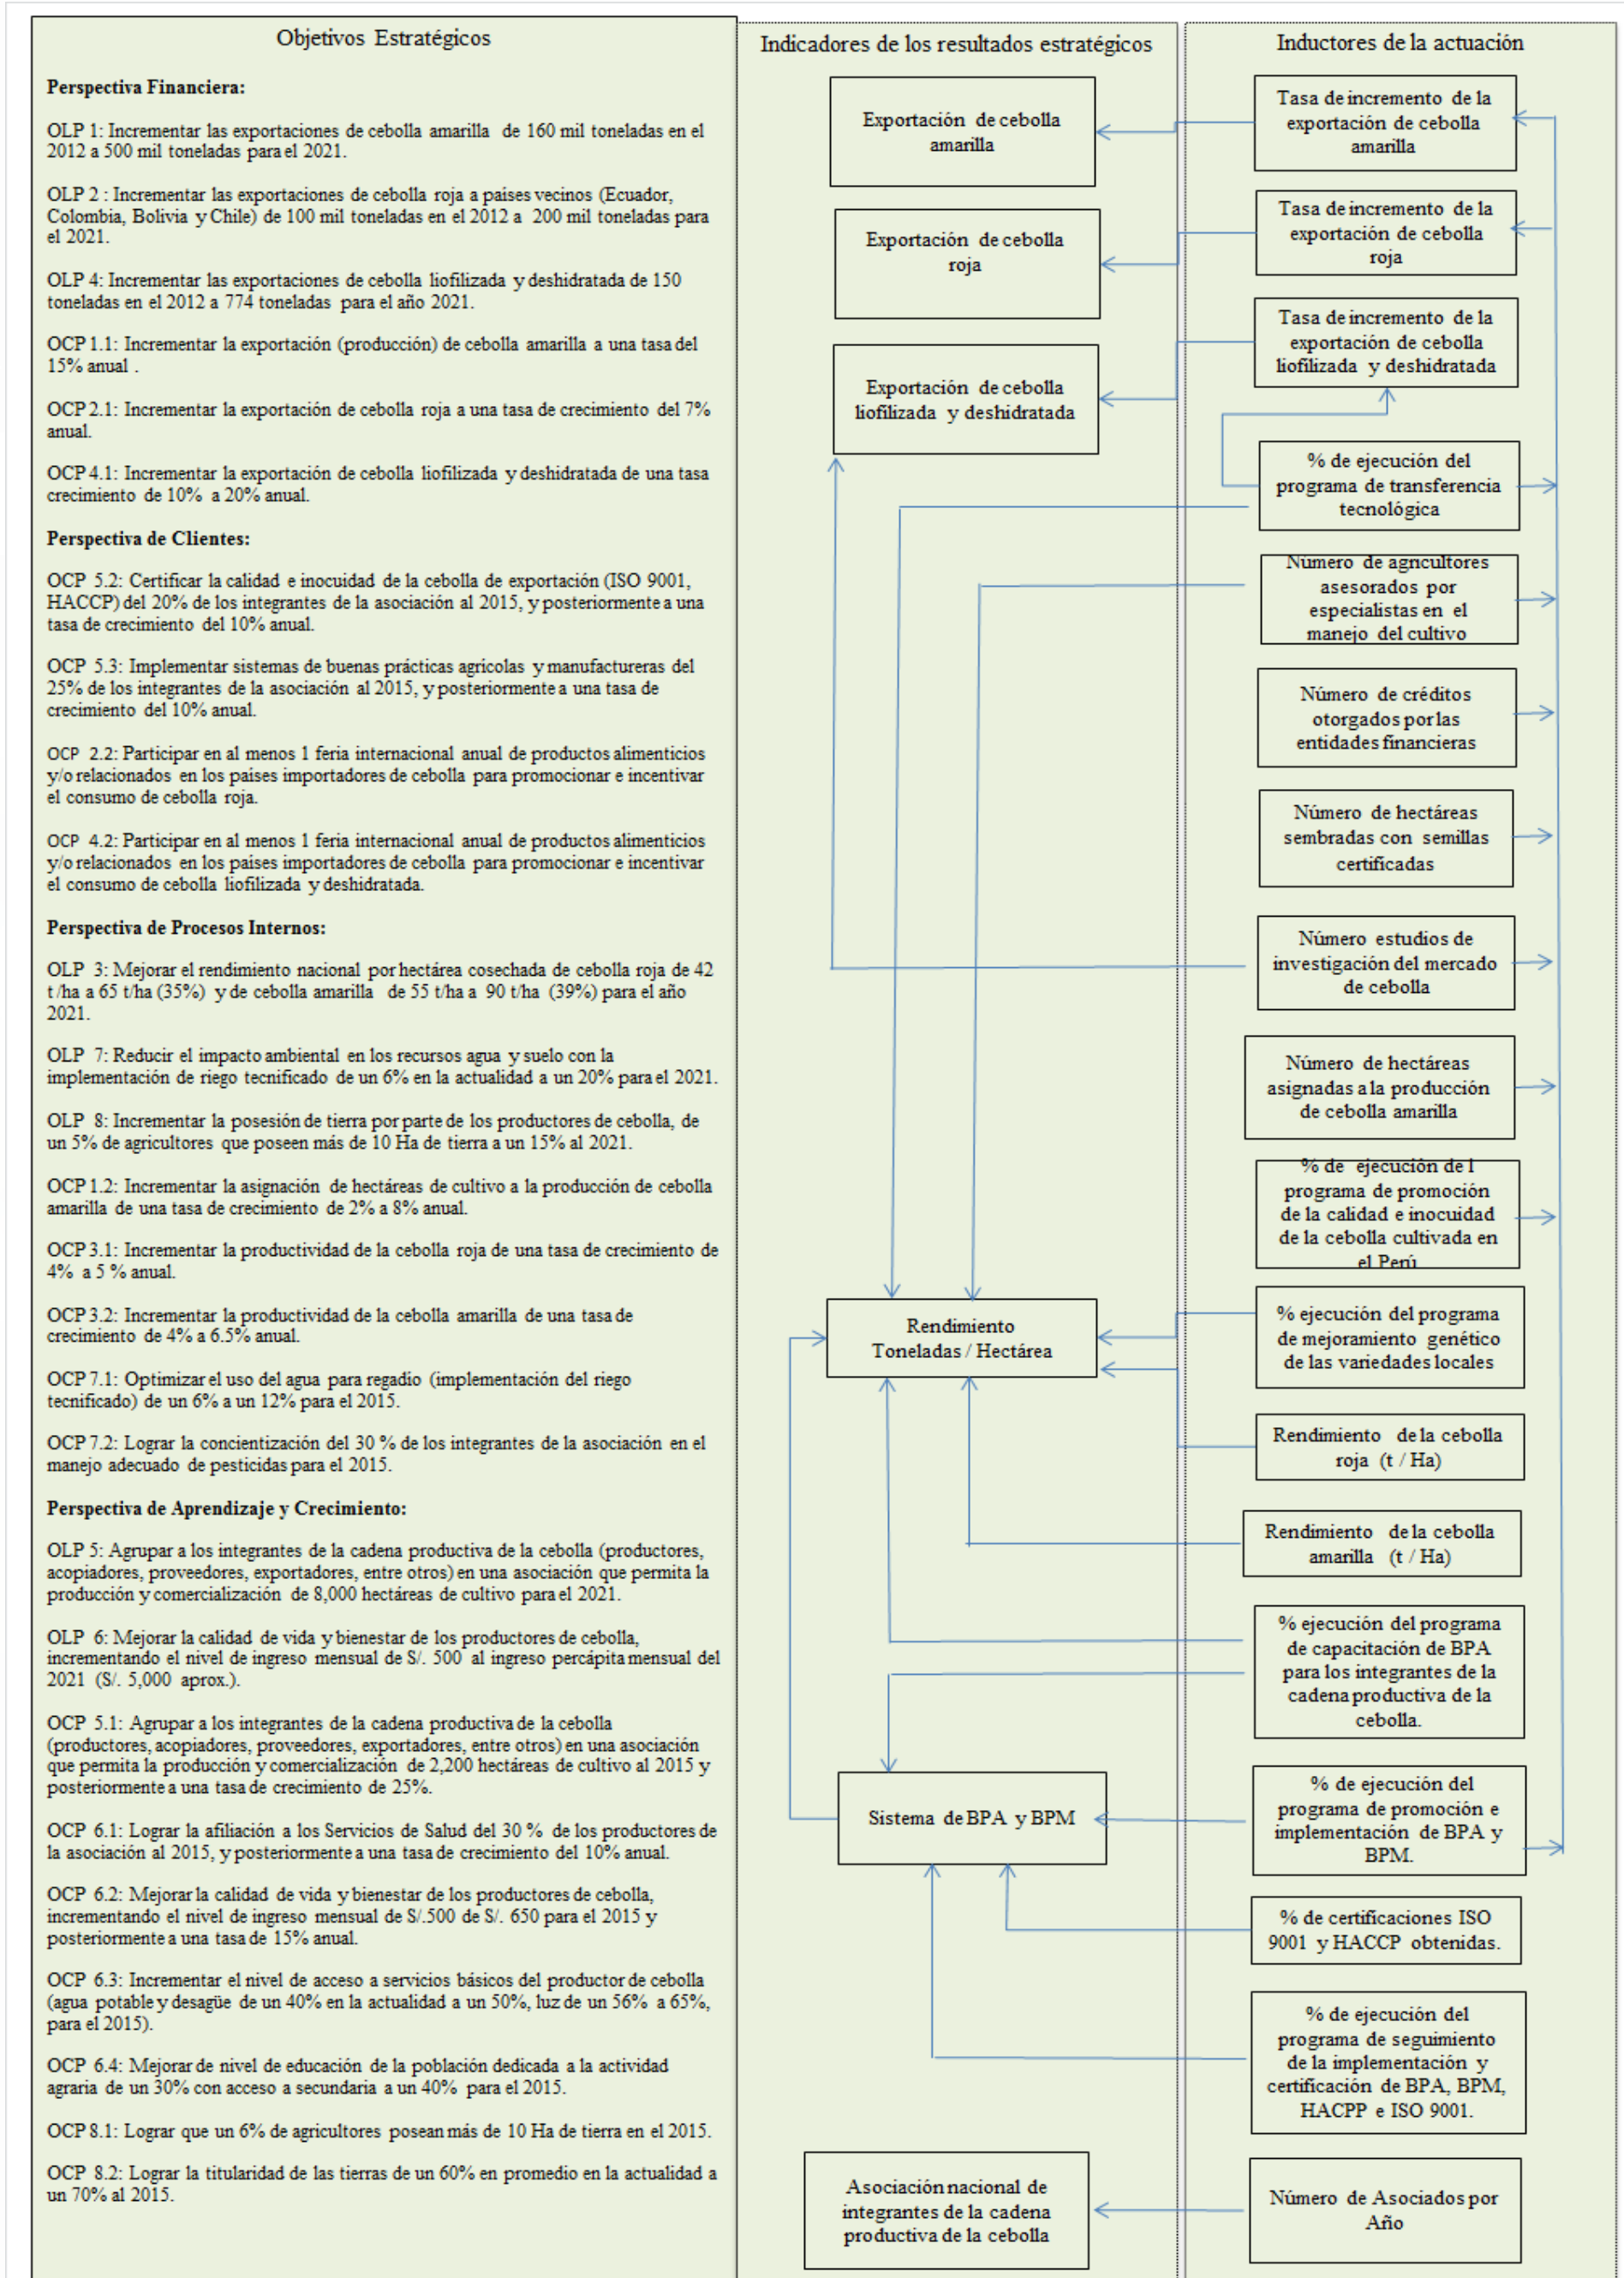 Objetivos Estratégicos
Perspectiva Financiera:
OLP 1: Incrementar las exportaciones de cebolla amarilla de 160 mil toneladas en el
2012 a 500 mil toneladas para el 2021.
OLP 2 : Incrementar las exportaciones de cebolla roja a países vecinos (Ecuador,
Colombia, Bolivia y Chile) de 100 mil toneladas en el 2012 a 200 mil toneladas para
el 2021.
OLP 4: Incrementar las exportaciones de cebolla liofilizada y deshidratada de 150
toneladas en el 2012 a 774 toneladas para el año 2021.
OCP 1.1: Incrementar la exportación (producción) de cebolla amarilla a una tasa del
15% anual .
OCP 2.1: Incrementar la exportación de cebolla roja a una tasa de crecimiento del 7%
anual.
OCP 4.1: Incrementar la exportación de cebolla liofilizada y deshidratada de una tasa
crecimiento de 10% a 20% anual.
Perspectiva de Clientes:
OCP 5.2: Certificar la calidad e inocuidad de la cebolla de exportación (ISO 9001,
HACCP) del 20% de los integrantes de la asociación al 2015, y posteriormente a una
tasa de crecimiento del 10% anual.
OCP 5.3: Implementar sistemas de buenas prácticas agrícolas y manufactureras del
25% de los integrantes de la asociación al 2015, y posteriormente a una tasa de
crecimiento del 10% anual.
OCP 2.2: Participar en al menos 1 feria internacional anual de productos alimenticios
y/o relacionados en los países importadores de cebolla para promocionar e incentivar
el consumo de cebolla roja.
OCP 4.2: Participar en al menos 1 feria internacional anual de productos alimenticios
y/o relacionados en los países importadores de cebolla para promocionar e incentivar
el consumo de cebolla liofilizada y deshidratada.
Perspectiva de Procesos Internos:
OLP 3: Mejorar el rendimiento nacional por hectárea cosechada de cebolla roja de 42
t /ha a 65 t/ha (35%) y de cebolla amarilla de 55 t/ha a 90 t/ha (39%) para el año
2021.
OLP 7: Reducir el impacto ambiental en los recursos agua y suelo con la
implementación de riego tecnificado de un 6% en la actualidad a un 20% para el 2021.
OLP 8: Incrementar la posesión de tierra por parte de los productores de cebolla, de
un 5% de agricultores que poseen más de 10 Ha de tierra a un 15% al 2021.
OCP 1.2: Incrementar la asignación de hectáreas de cultivo a la producción de cebolla
amarilla de una tasa de crecimiento de 2% a 8% anual.
OCP 3.1: Incrementar la productividad de la cebolla roja de una tasa de crecimiento de
4% a 5 % anual.
OCP 3.2: Incrementar la productividad de la cebolla amarilla de una tasa de
crecimiento de 4% a 6.5% anual.
OCP 7.1: Optimizar el uso del agua para regadío (implementación del riego
tecnificado) de un 6% a un 12% para el 2015.
OCP 7.2: Lograr la concientización del 30 % de los integrantes de la asociación en el
manejo adecuado de pesticidas para el 2015.
Perspectiva de Aprendizaje y Crecimiento:
OLP 5: Agrupar a los integrantes de la cadena productiva de la cebolla (productores,
acopiadores, proveedores, exportadores, entre otros) en una asociación que permita la
producción y comercialización de 8,000 hectáreas de cultivo para el 2021.
OLP 6: Mejorar la calidad de vida y bienestar de los productores de cebolla,
incrementando el nivel de ingreso mensual de S/. 500 al ingreso percápita mensual del
2021 (S/. 5,000 aprox.).
OCP 5.1: Agrupar a los integrantes de la cadena productiva de la cebolla
(productores, acopiadores, proveedores, exportadores, entre otros) en una asociación
que permita la producción y comercialización de 2,200 hectáreas de cultivo al 2015 y
posteriormente a una tasa de crecimiento de 25%.
OCP 6.1: Lograr la afiliación a los Servicios de Salud del 30 % de los productores de
la asociación al 2015, y posteriormente a una tasa de crecimiento del 10% anual.
OCP 6.2: Mejorar la calidad de vida y bienestar de los productores de cebolla,
incrementando el nivel de ingreso mensual de S/.500 de S/. 650 para el 2015 y
posteriormente a una tasa de 15% anual.
OCP 6.3: Incrementar el nivel de acceso a servicios básicos del productor de cebolla
(agua potable y desagüe de un 40% en la actualidad a un 50%, luz de un 56% a 65%,
para el 2015).
OCP 6.4: Mejorar de nivel de educación de la población dedicada a la actividad
agraria de un 30% con acceso a secundaria a un 40% para el 2015.
OCP 8.1: Lograr que un 6% de agricultores posean más de 10 Ha de tierra en el 2015.
OCP 8.2: Lograr la titularidad de las tierras de un 60% en promedio en la actualidad a
un 70% al 2015.
Indicadores de los resultados estratégicos
Exportación de cebolla
amarilla
Exportación de cebolla
roja
Exportación de cebolla
liofilizada y deshidratada
Rendimiento
Toneladas / Hectárea
Sistema de BPA y BPM
Asociación nacional de
integrantes de la cadena
productiva de la cebolla
Inductores de la actuación
Tasa de incremento de la
exportación de cebolla
amarilla
Tasa de incremento de la
exportación de cebolla
roja
Tasa de incremento de la
exportación de cebolla
liofilizada y deshidratada
% de ejecución del
programa de transferencia
tecnológica
Número de agricultores
asesorados por
especialistas en el
manejo del cultivo
Número de créditos
otorgados por las
entidades financieras
Número de hectáreas
sembradas con semillas
certificadas
Número estudios de
investigación del mercado
de cebolla
Número de hectáreas
asignadas a la producción
de cebolla amarilla
% de ejecución de l
programa de promoción
de la calidad e inocuidad
de la cebolla cultivada en
el Perú
% ejecución del programa
de mejoramiento genético
de las variedades locales
Rendimiento de la cebolla
roja (t / Ha)
Rendimiento de la cebolla
amarilla (t / Ha)
% ejecución del programa
de capacitación de BPA
para los integrantes de la
cadena productiva de la
cebolla.
% de ejecución del
programa de promoción e
implementación de BPA y
BPM.
% de certificaciones ISO
9001 y HACCP obtenidas.
% de ejecución del
programa de seguimiento
de la implementación y
certificación de BPA, BPM,
HACPP e ISO 9001.
Número de Asociados por
Año